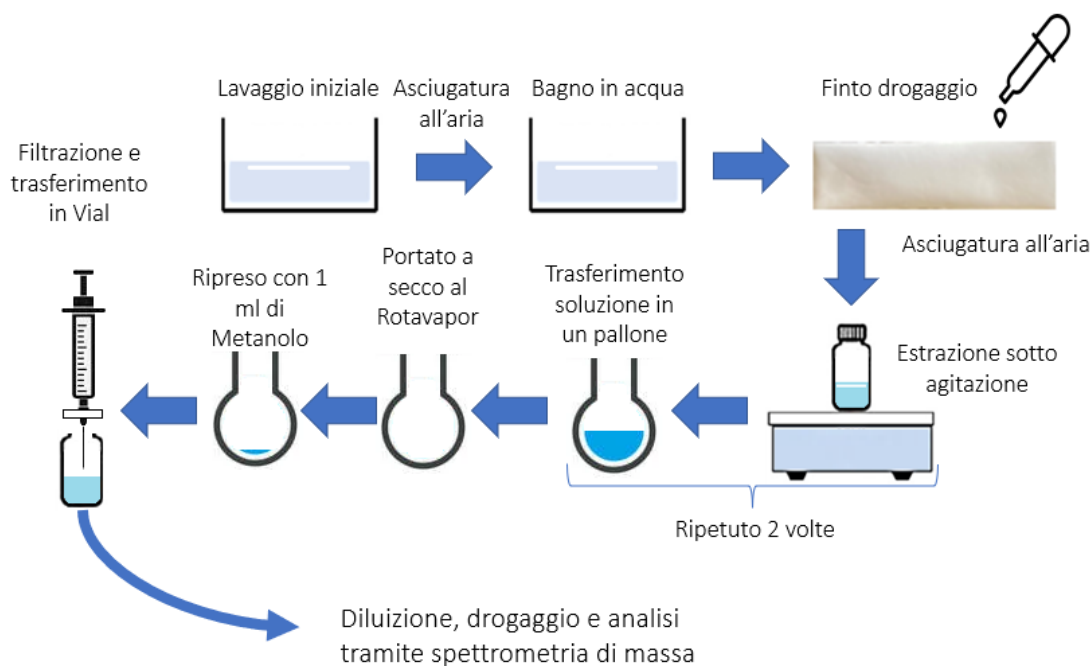 Lavaggio iniziale
Asciugatura
all’aria
Bagno in acqua
Finto drogaggio
Asciugatura all’aria
Estrazione sotto
agitazione
Trasferimento
soluzione in
un pallone
Ripetuto 2 volte
Portato a
secco al
Rotavapor
Ripreso con 1
ml di
Metanolo
Filtrazione e
trasferimento
in Vial
Diluizione, drogaggio e analisi
tramite spettrometria di massa